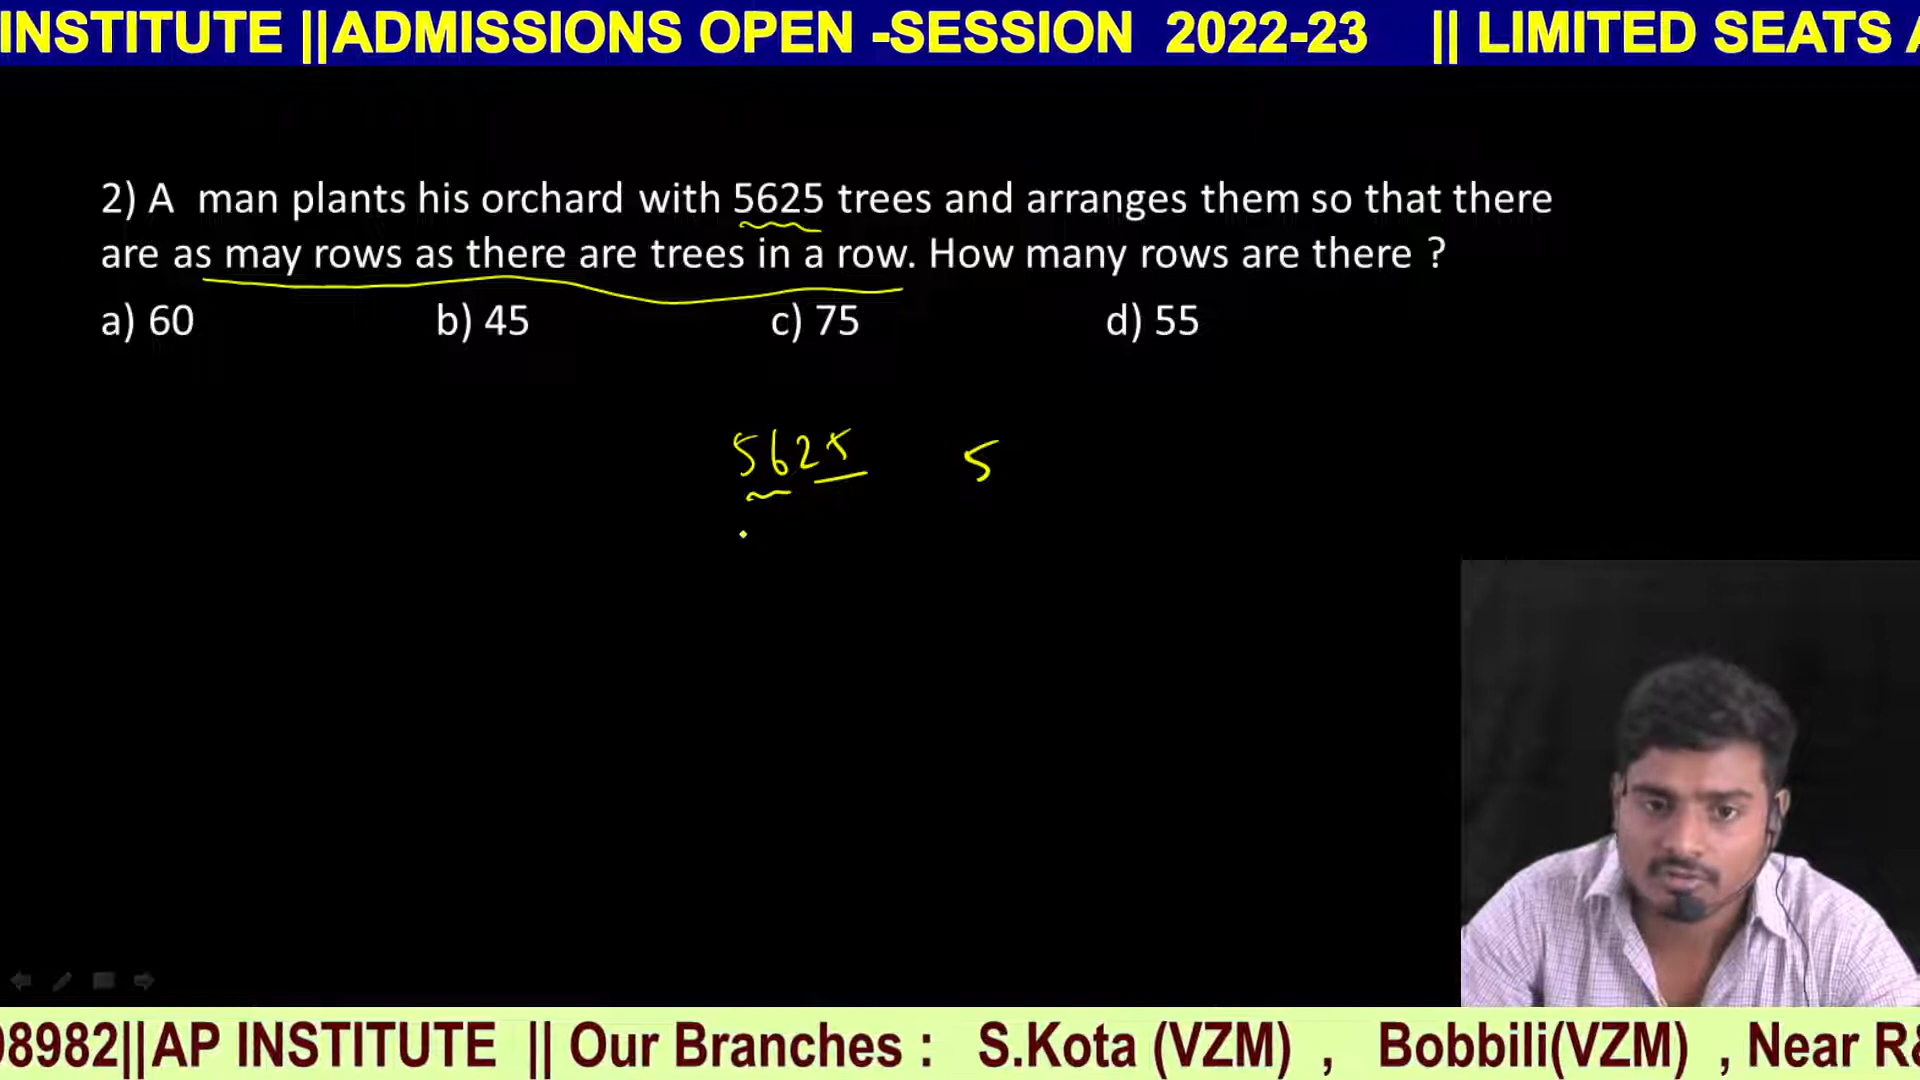 INSTITUTE ||ADMISSIONS OPEN -SESSION 2022-23 || LIMITED SEATS A
2) A man plants his orchard with 5625 trees and arranges them so that there
are as may rows as there are trees in a row. How many rows are there ?
a) 60 b) 45 c) 75 d) 55
5625 5
08982||AP INSTITUTE || Our Branches : S.Kota (VZM) , Bobbili(VZM) , Near R&